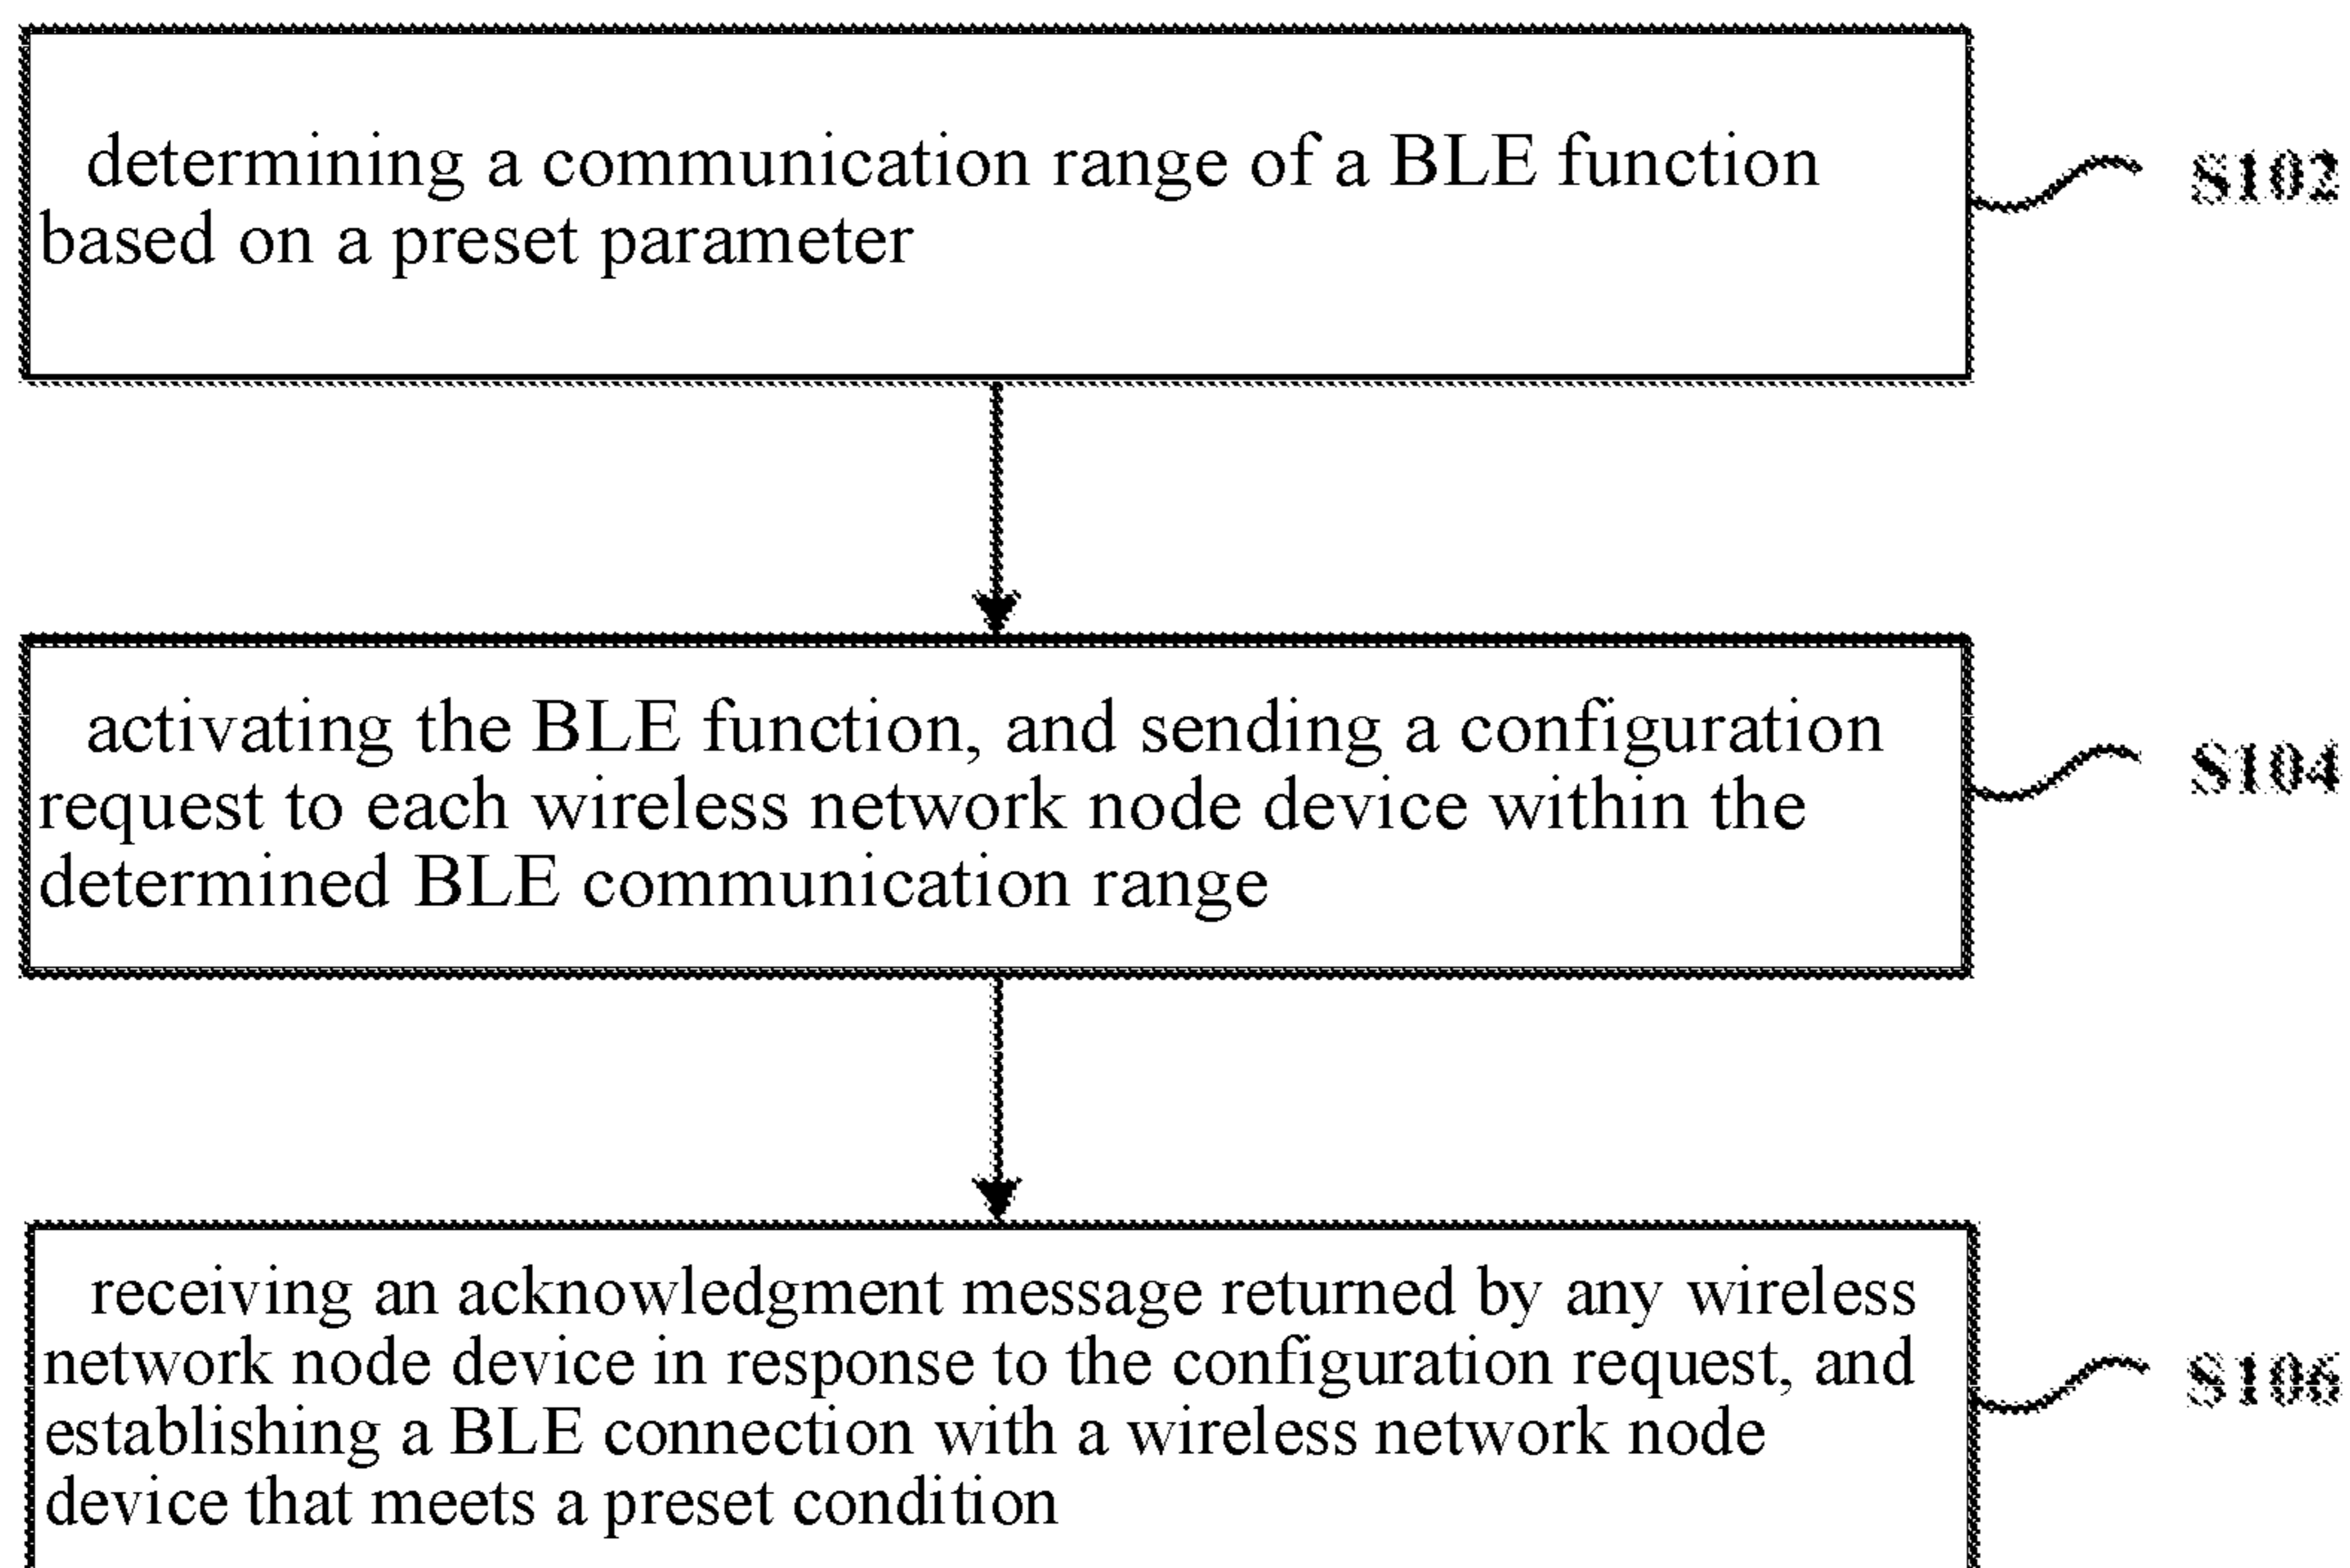 determining a communication range of a BLE function
based on a preset parameter
S102
activating the BLE function, and sending a configuration
request to each wireless network node device within the
determined BLE communication range
S104
receiving an acknowledgment message returned by any wireless
network node device in response to the configuration request, and
establishing a BLE connection with a wireless network node
device that meets a preset condition
S106